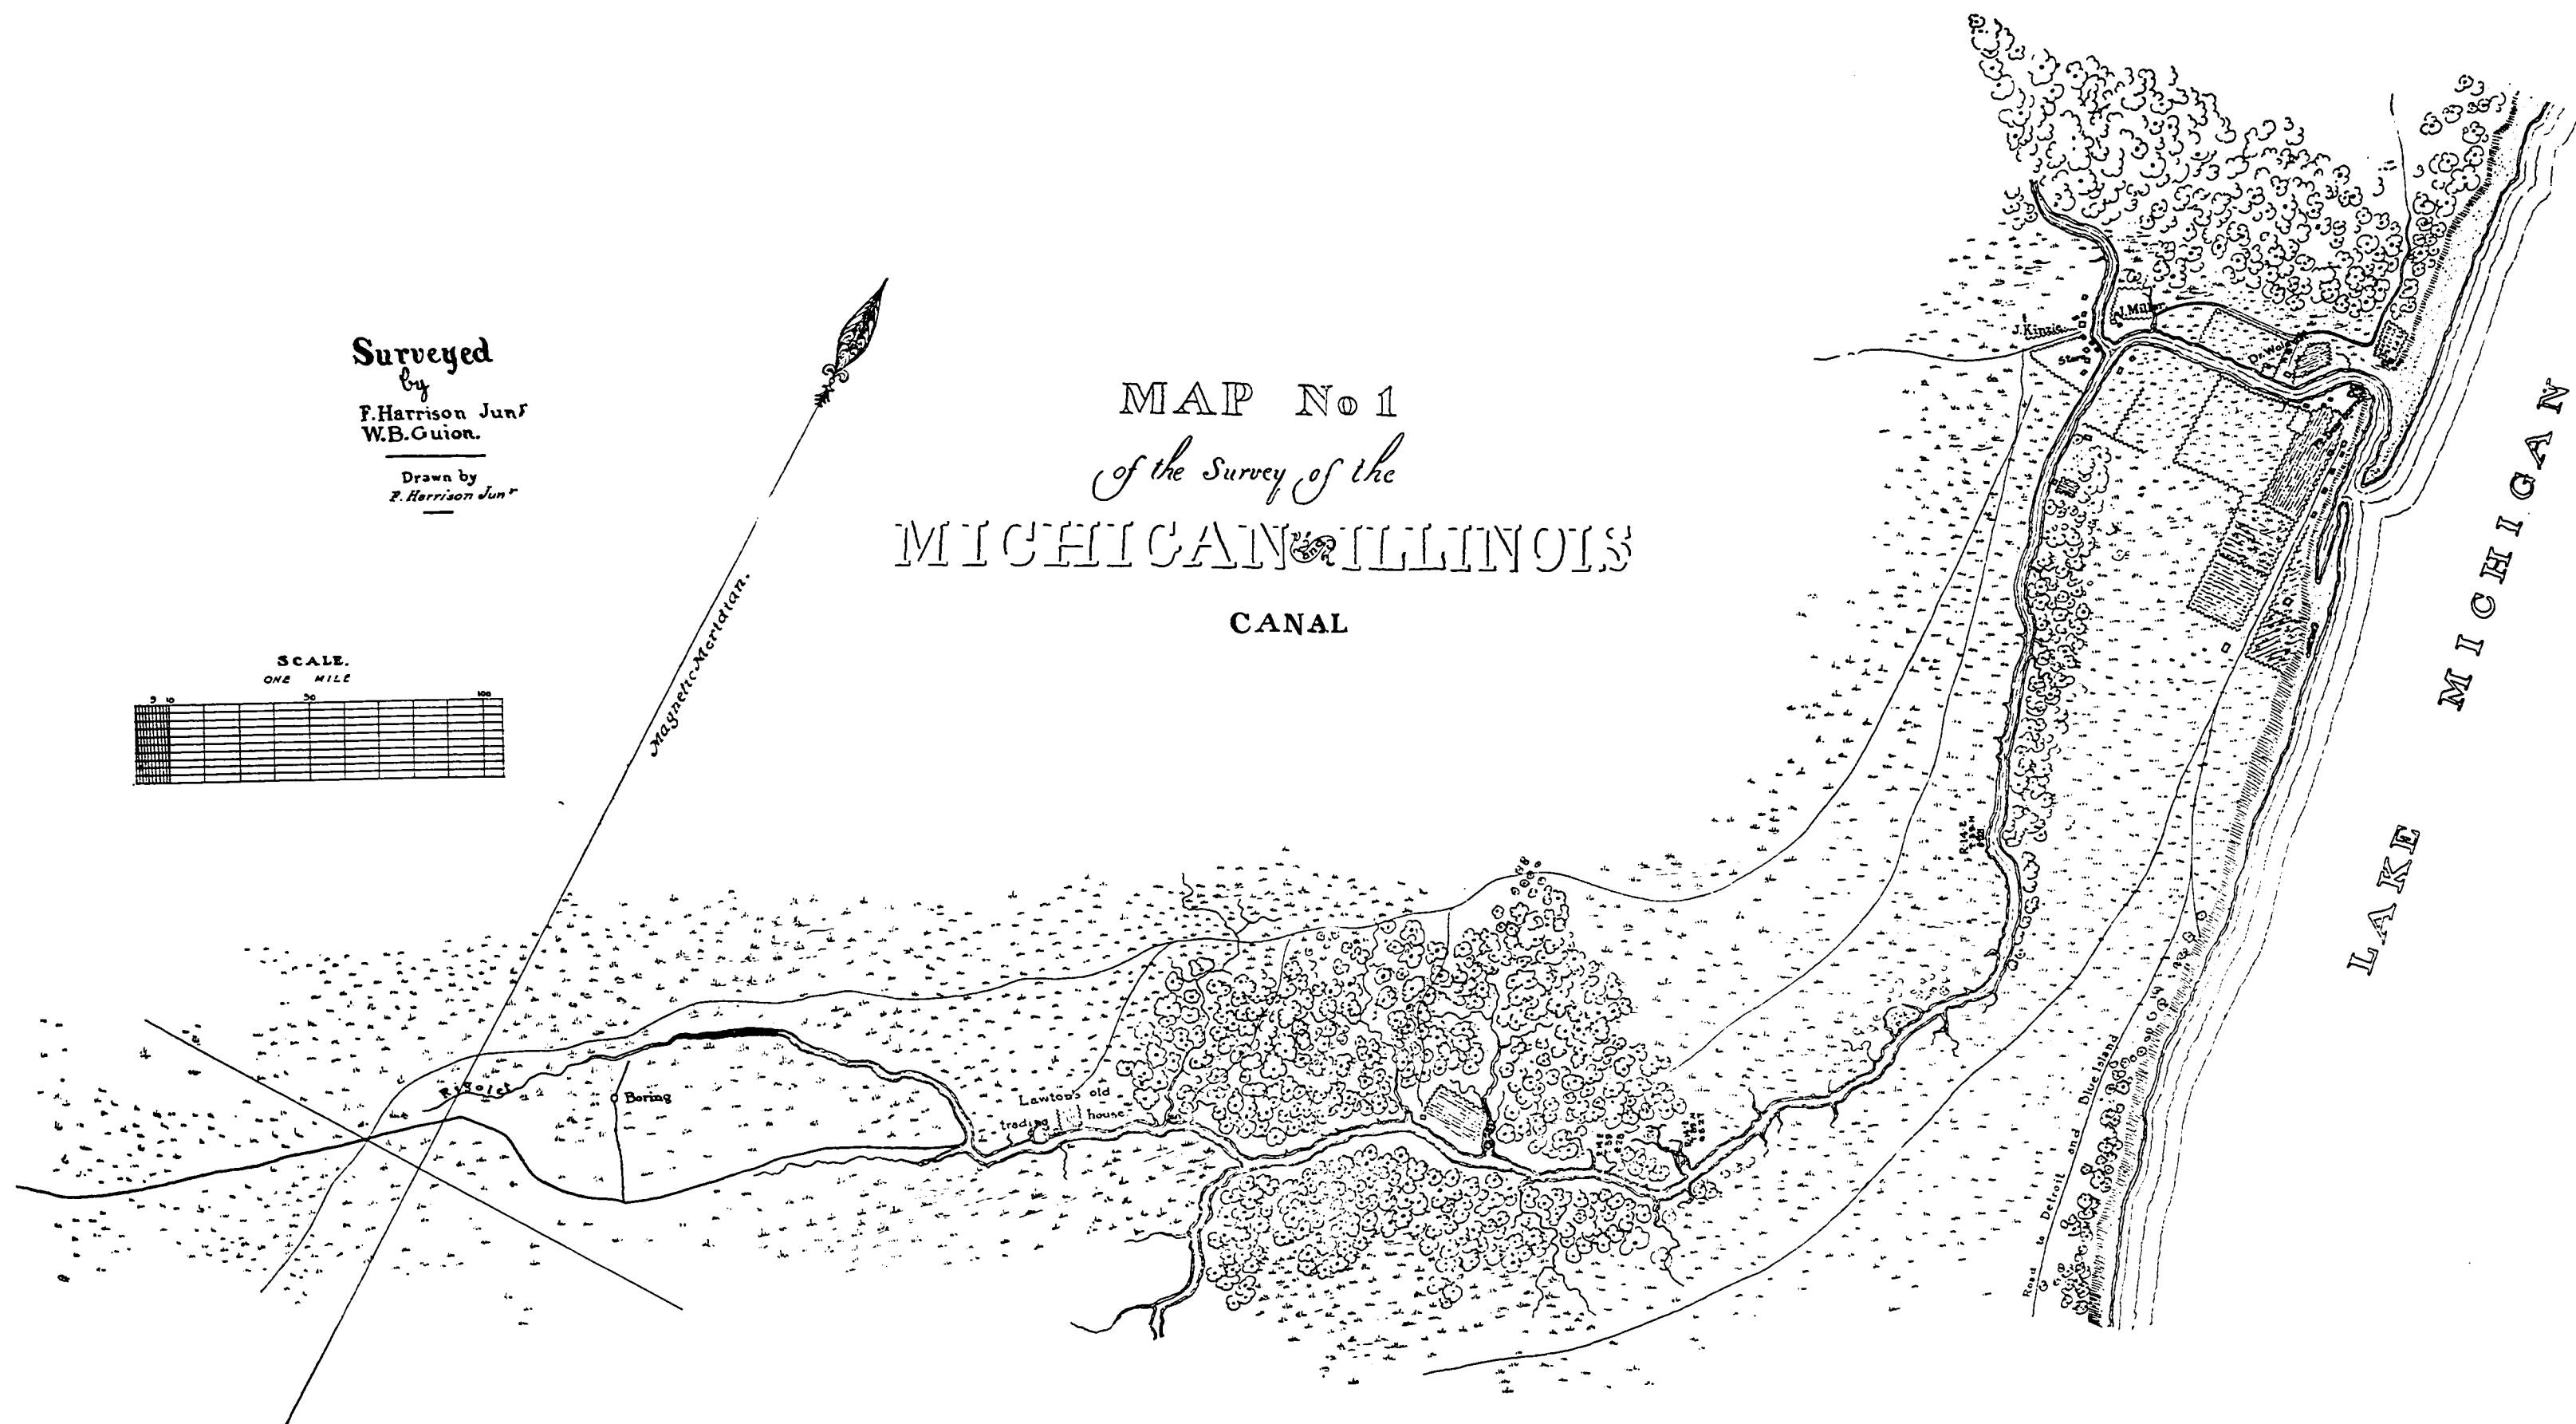 Surveyed
by
F. Harrison Junr
W.B. Guion.
Drawn by
F. Harrison Junr
SCALE.
ONE MILE
5 10 50 100
Magnetic Meridian.
MAP No 1
of the Survey of the
MICHIGAN & ILLINOIS
CANAL
J. Kinzie
J. Miller
Store
Dr. Wolcott
LAKE MICHIGAN
Rigolet
Boring
Lawton's old
trading house
Road to Detroit and Blue Island